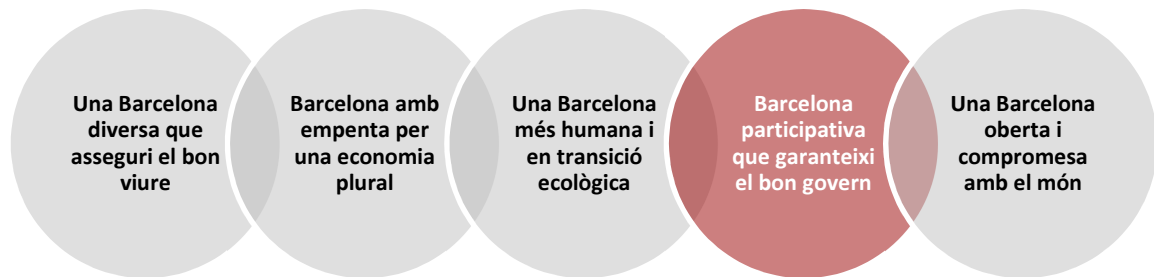 Una Barcelona
diversa que
asseguri el bon
viure
Barcelona amb
empenta per
una economia
plural
Una Barcelona
més humana i
en transició
ecològica
Barcelona
participativa
que garanteixi
el bon govern
Una Barcelona
oberta i
compromesa
amb el món